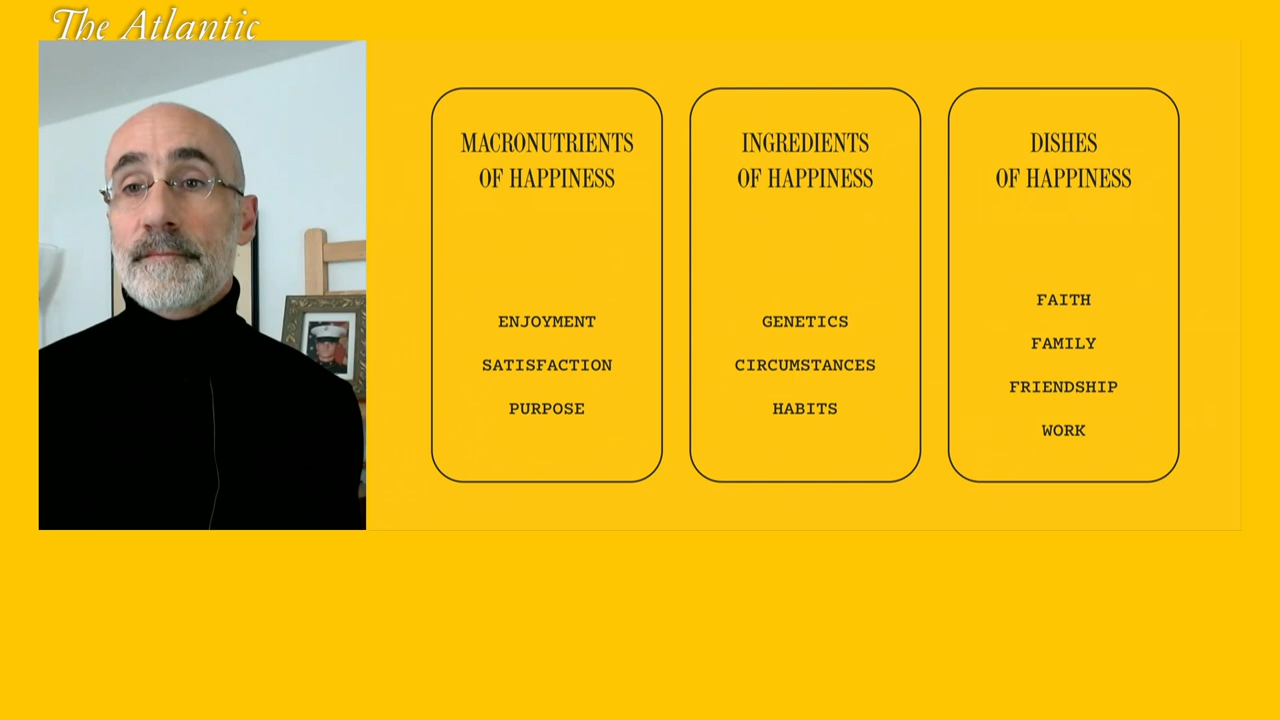 The Atlantic
MACRONUTRIENTS
OF HAPPINESS
ENJOYMENT
SATISFACTION
PURPOSE
INGREDIENTS
OF HAPPINESS
GENETICS
CIRCUMSTANCES
HABITS
DISHES
OF HAPPINESS
FAITH
FAMILY
FRIENDSHIP
WORK